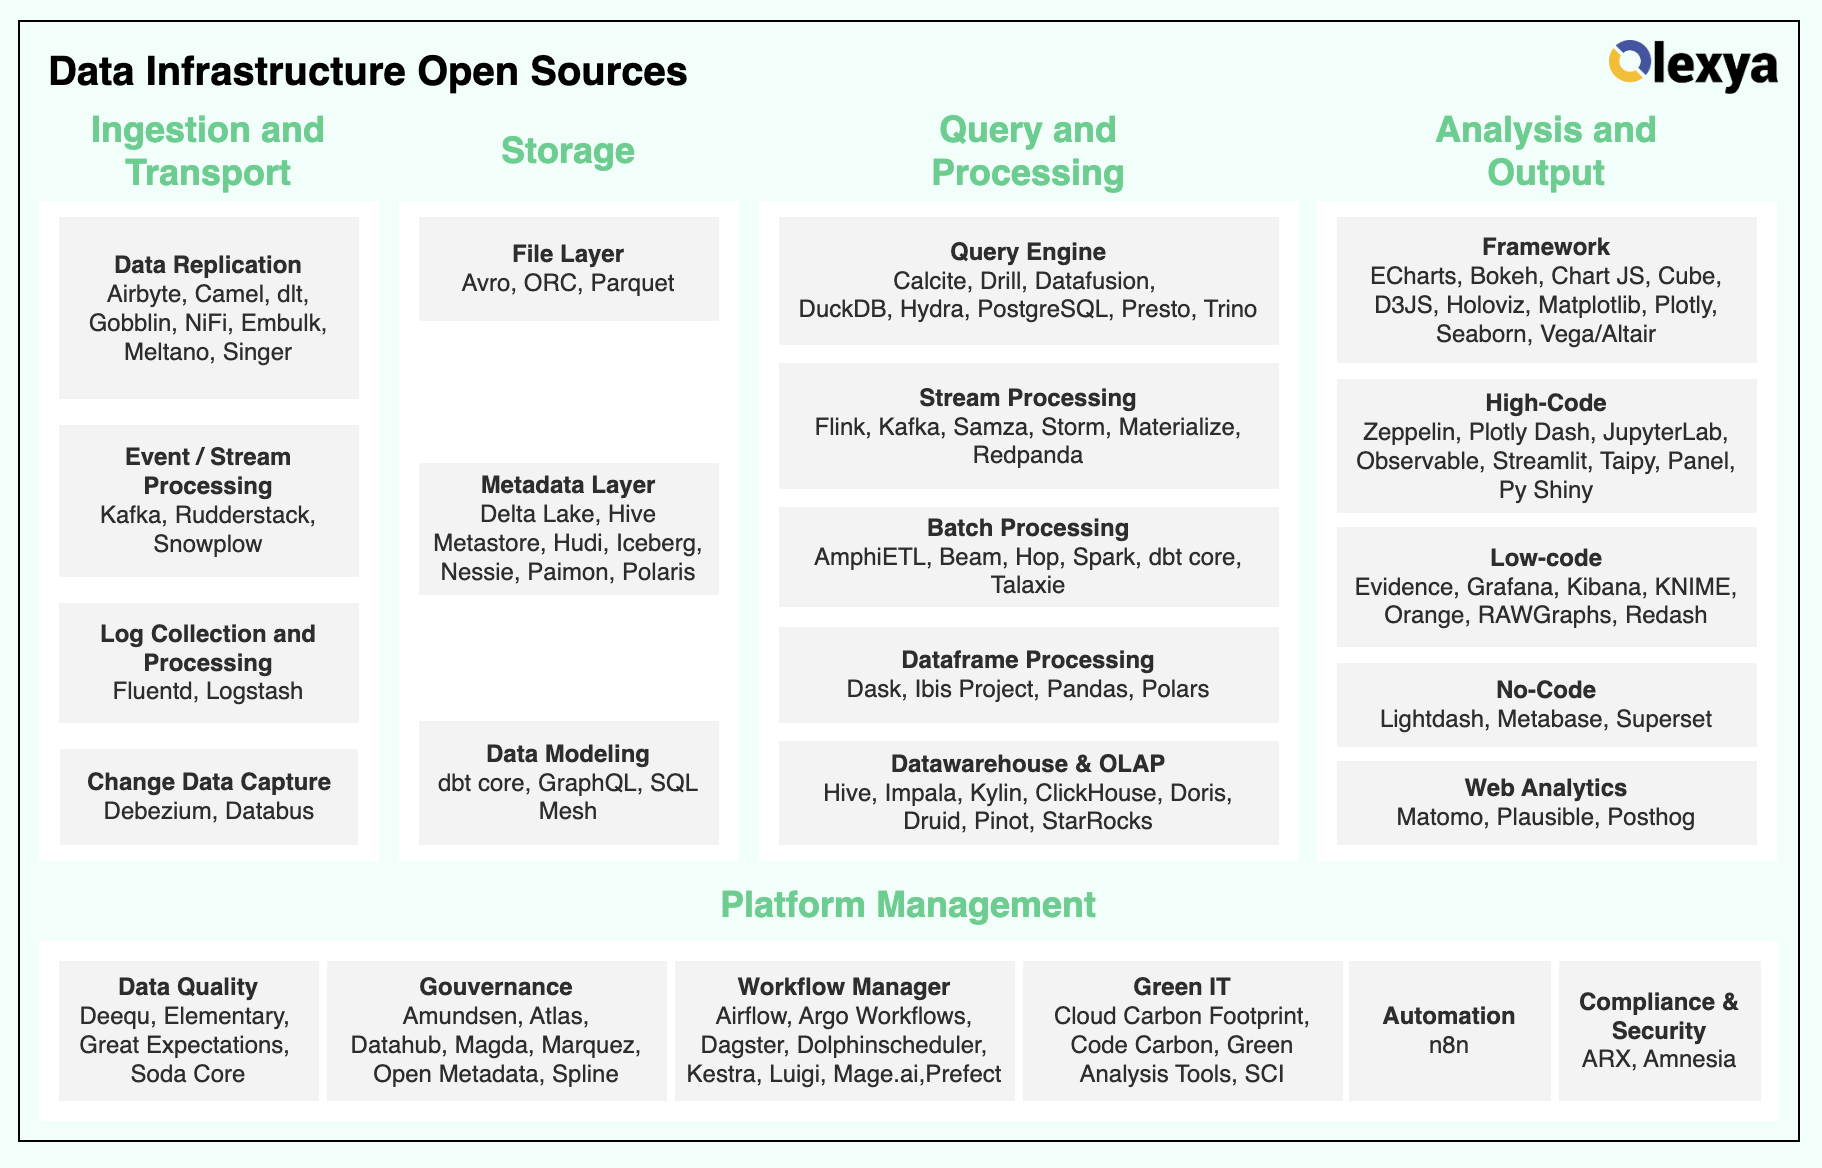 Data Infrastructure Open Sources
Olexya
Ingestion and
Transport
Data Replication
Airbyte, Camel, dlt,
Gobblin, NiFi, Embulk,
Meltano, Singer
Event / Stream
Processing
Kafka, Rudderstack,
Snowplow
Log Collection and
Processing
Fluentd, Logstash
Change Data Capture
Debezium, Databus
Storage
File Layer
Avro, ORC, Parquet
Metadata Layer
Delta Lake, Hive
Metastore, Hudi, Iceberg,
Nessie, Paimon, Polaris
Data Modeling
dbt core, GraphQL, SQL
Mesh
Query and
Processing
Query Engine
Calcite, Drill, Datafusion,
DuckDB, Hydra, PostgreSQL, Presto, Trino
Stream Processing
Flink, Kafka, Samza, Storm, Materialize,
Redpanda
Batch Processing
AmphiETL, Beam, Hop, Spark, dbt core,
Talaxie
Dataframe Processing
Dask, Ibis Project, Pandas, Polars
Datawarehouse & OLAP
Hive, Impala, Kylin, ClickHouse, Doris,
Druid, Pinot, StarRocks
Analysis and
Output
Framework
ECharts, Bokeh, Chart JS, Cube,
D3JS, Holoviz, Matplotlib, Plotly,
Seaborn, Vega/Altair
High-Code
Zeppelin, Plotly Dash, JupyterLab,
Observable, Streamlit, Taipy, Panel,
Py Shiny
Low-code
Evidence, Grafana, Kibana, KNIME,
Orange, RAWGraphs, Redash
No-Code
Lightdash, Metabase, Superset
Web Analytics
Matomo, Plausible, Posthog
Platform Management
Data Quality
Deequ, Elementary,
Great Expectations,
Soda Core
Gouvernance
Amundsen, Atlas,
Datahub, Magda, Marquez,
Open Metadata, Spline
Workflow Manager
Airflow, Argo Workflows,
Dagster, Dolphinscheduler,
Kestra, Luigi, Mage.ai,Prefect
Green IT
Cloud Carbon Footprint,
Code Carbon, Green
Analysis Tools, SCI
Automation
n8n
Compliance &
Security
ARX, Amnesia